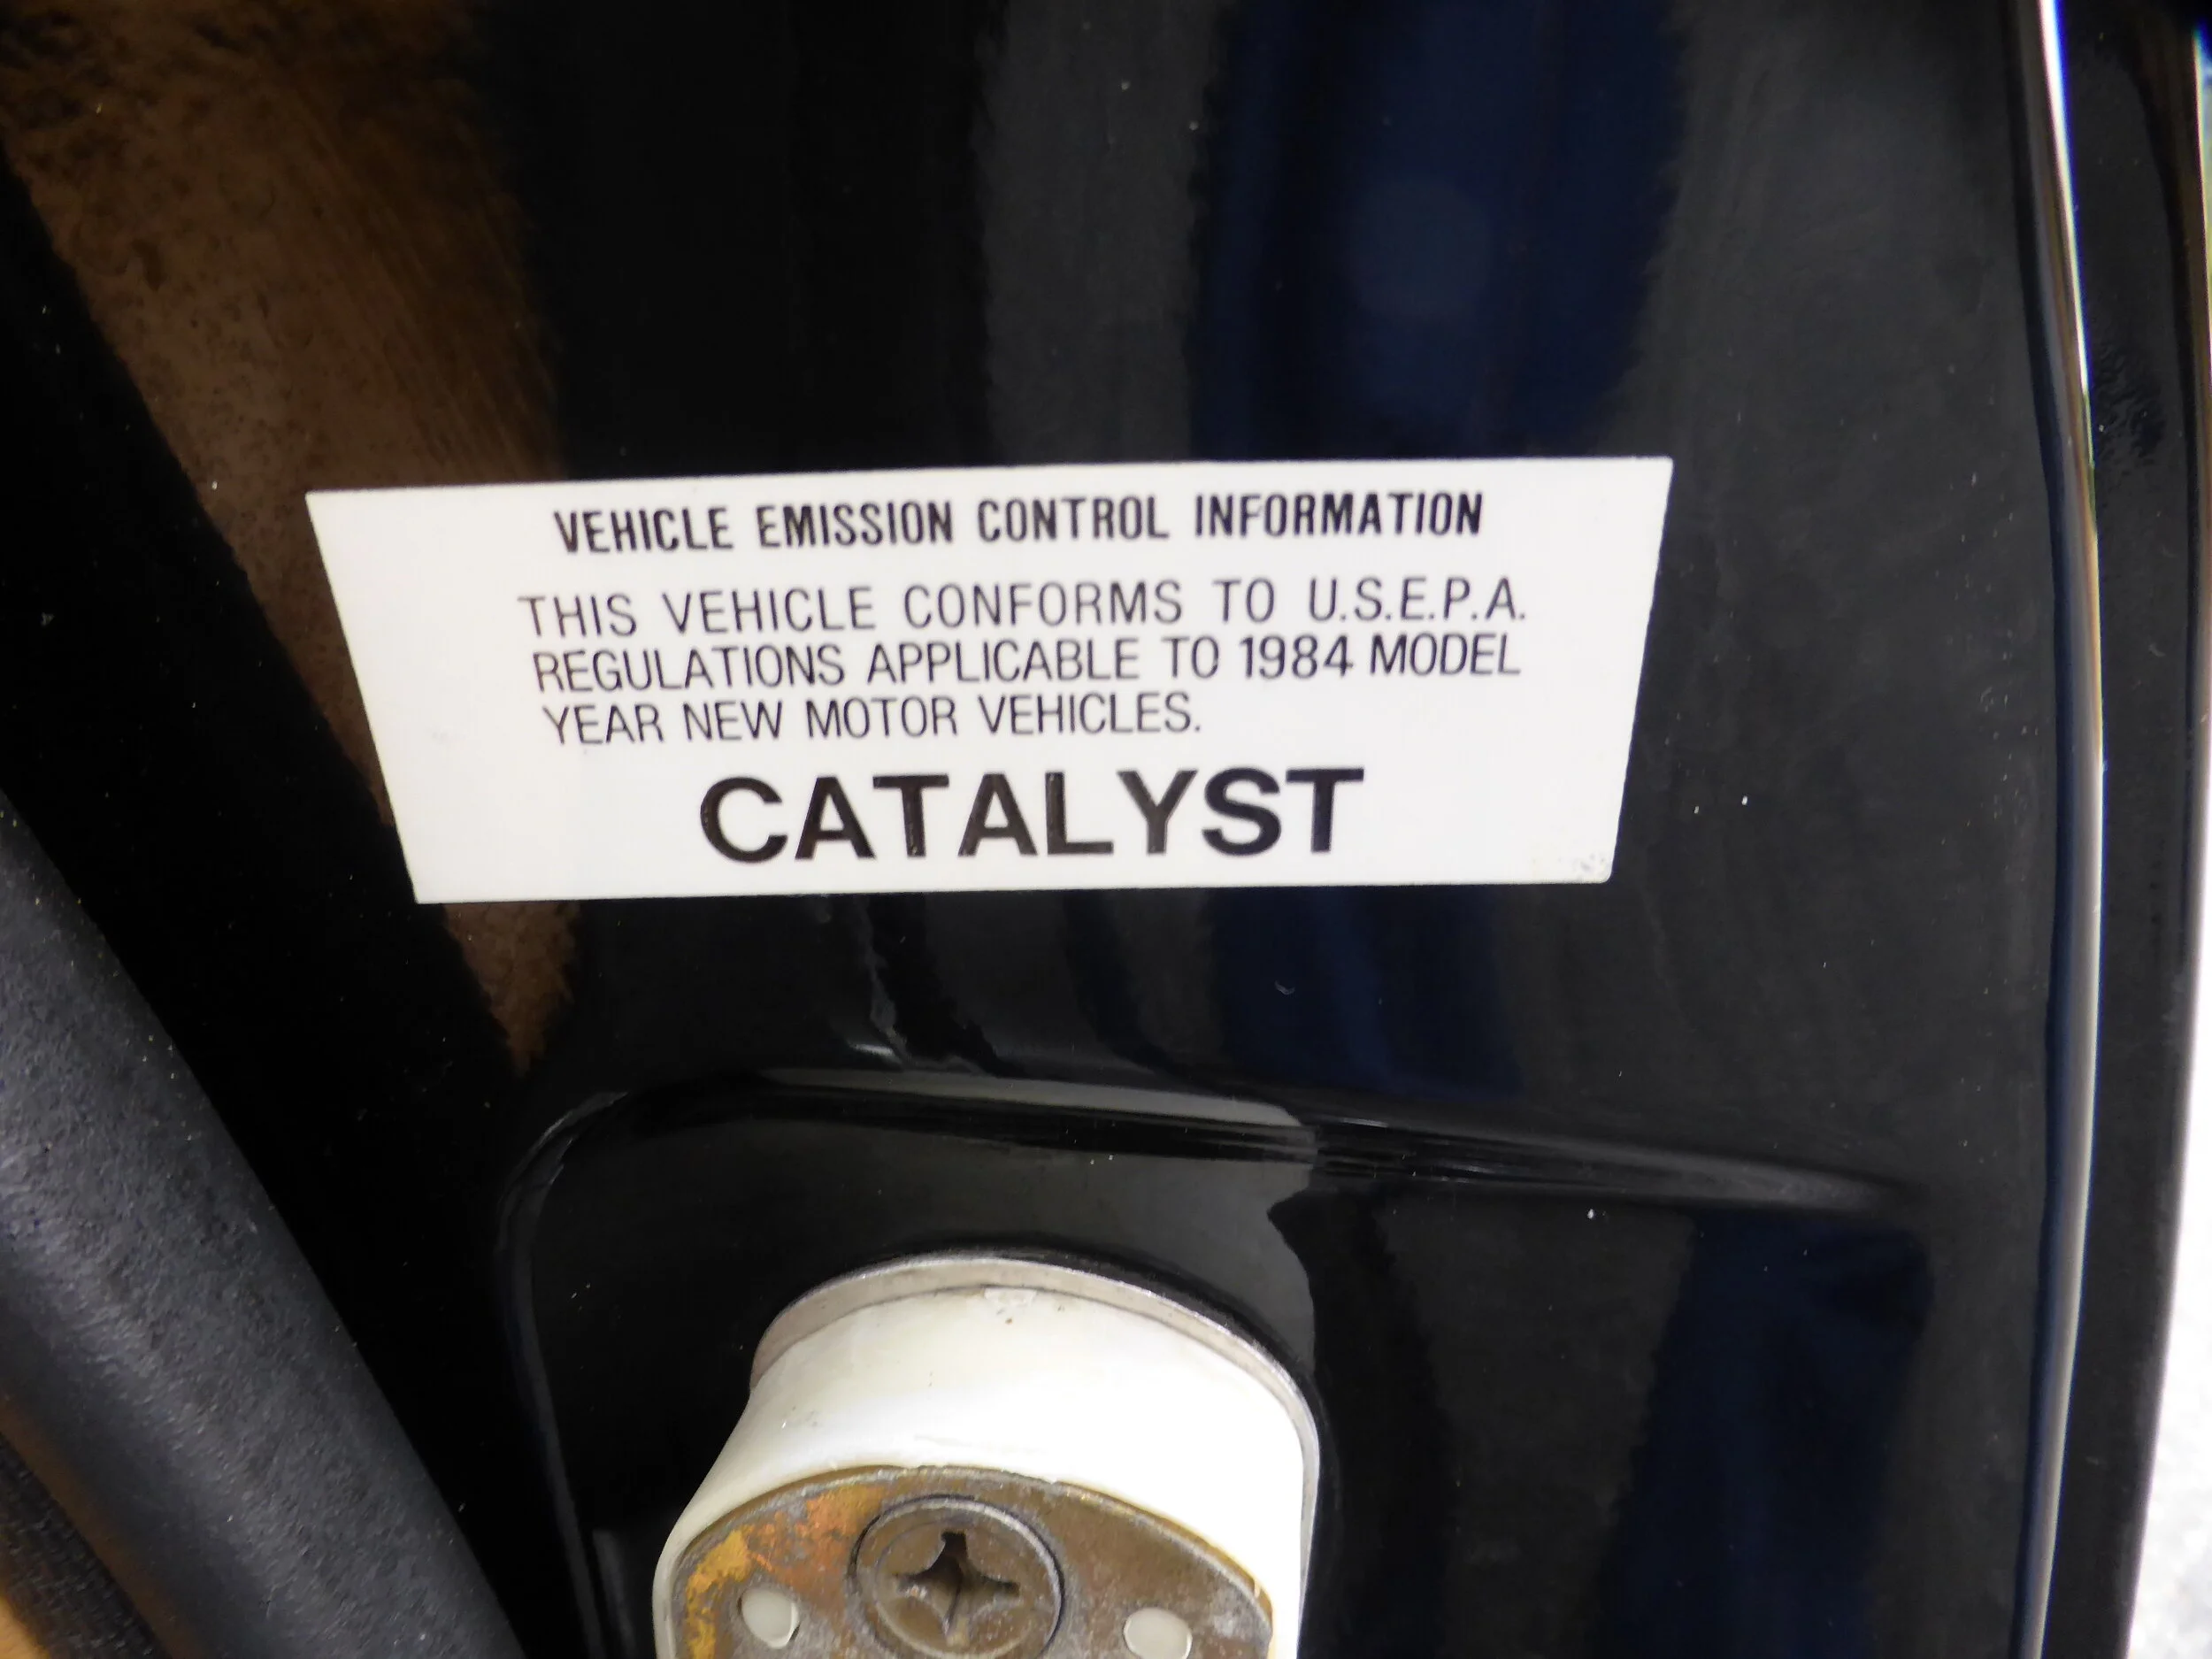 VEHICLE EMISSION CONTROL INFORMATION
THIS VEHICLE CONFORMS TO U.S.E.P.A.
REGULATIONS APPLICABLE TO 1984 MODEL
YEAR NEW MOTOR VEHICLES.
CATALYST